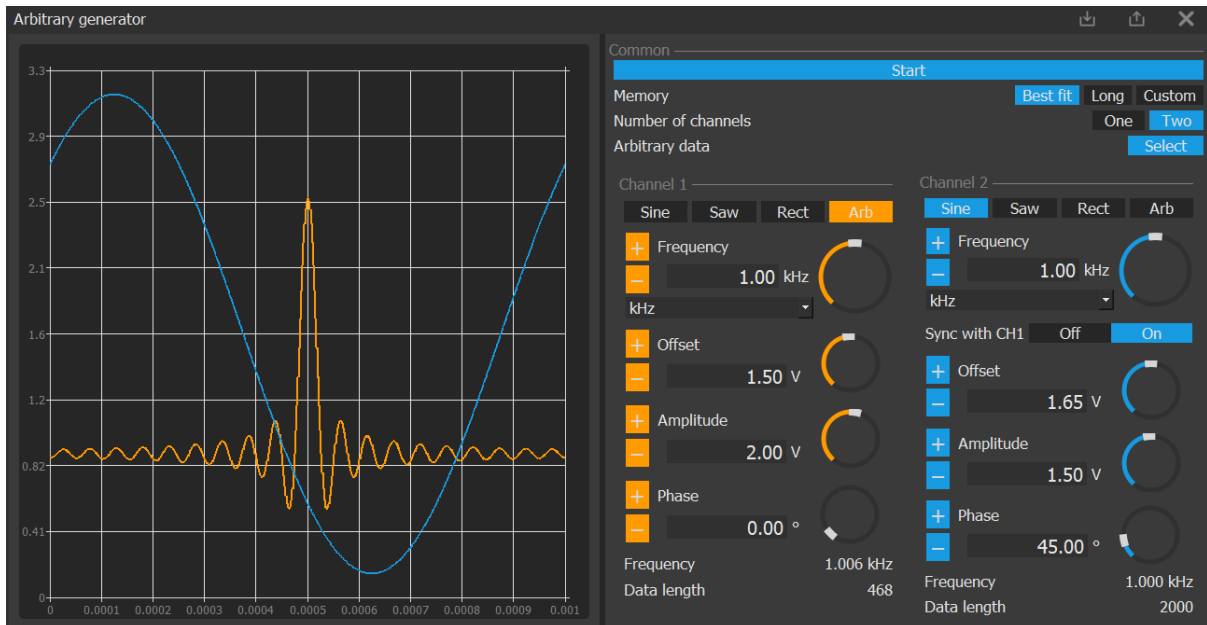 Arbitrary generator
3.3
2.9
2.5
2.1
1.6
1.2
0.82
0.41
0
0 0.0001 0.0002 0.0003 0.0004 0.0005 0.0006 0.0007 0.0008 0.0009 0.001
Common
Start
Memory Best fit Long Custom
Number of channels One Two
Arbitrary data Select
Channel 1
Sine Saw Rect Arb
+ Frequency
− 1.00 kHz
kHz
+ Offset
− 1.50 V
+ Amplitude
− 2.00 V
+ Phase
− 0.00 °
Frequency 1.006 kHz
Data length 468
Channel 2
Sine Saw Rect Arb
+ Frequency
− 1.00 kHz
kHz
Sync with CH1 Off On
+ Offset
− 1.65 V
+ Amplitude
− 1.50 V
+ Phase
− 45.00 °
Frequency 1.000 kHz
Data length 2000